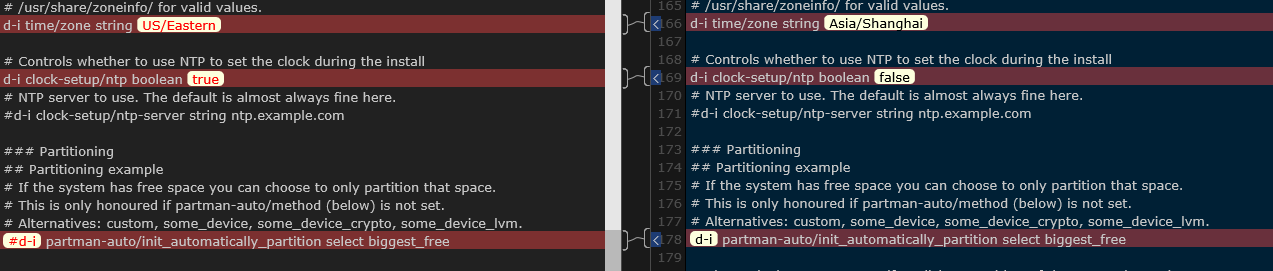 # /usr/share/zoneinfo/ for valid values.
d-i time/zone string US/Eastern

# Controls whether to use NTP to set the clock during the install
d-i clock-setup/ntp boolean true
# NTP server to use. The default is almost always fine here.
#d-i clock-setup/ntp-server string ntp.example.com

### Partitioning
## Partitioning example
# If the system has free space you can choose to only partition that space.
# This is only honoured if partman-auto/method (below) is not set.
# Alternatives: custom, some_device, some_device_crypto, some_device_lvm.
#d-i partman-auto/init_automatically_partition select biggest_free

165 # /usr/share/zoneinfo/ for valid values.
166 d-i time/zone string Asia/Shanghai
167
168 # Controls whether to use NTP to set the clock during the install
169 d-i clock-setup/ntp boolean false
170 # NTP server to use. The default is almost always fine here.
171 #d-i clock-setup/ntp-server string ntp.example.com
172
173 ### Partitioning
174 ## Partitioning example
175 # If the system has free space you can choose to only partition that space.
176 # This is only honoured if partman-auto/method (below) is not set.
177 # Alternatives: custom, some_device, some_device_crypto, some_device_lvm.
178 d-i partman-auto/init_automatically_partition select biggest_free
179